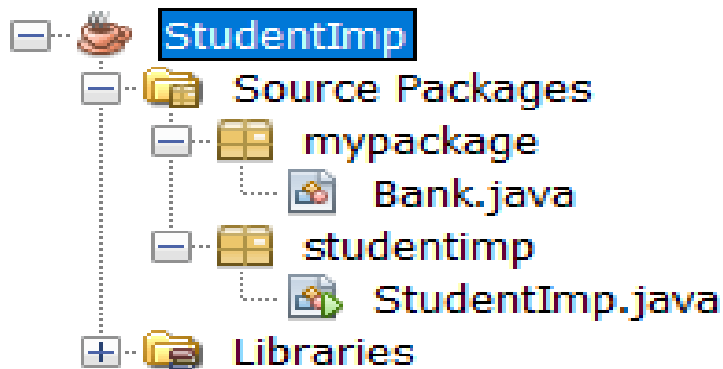 StudentImp
Source Packages
mypackage
Bank.java
studentimp
StudentImp.java
Libraries